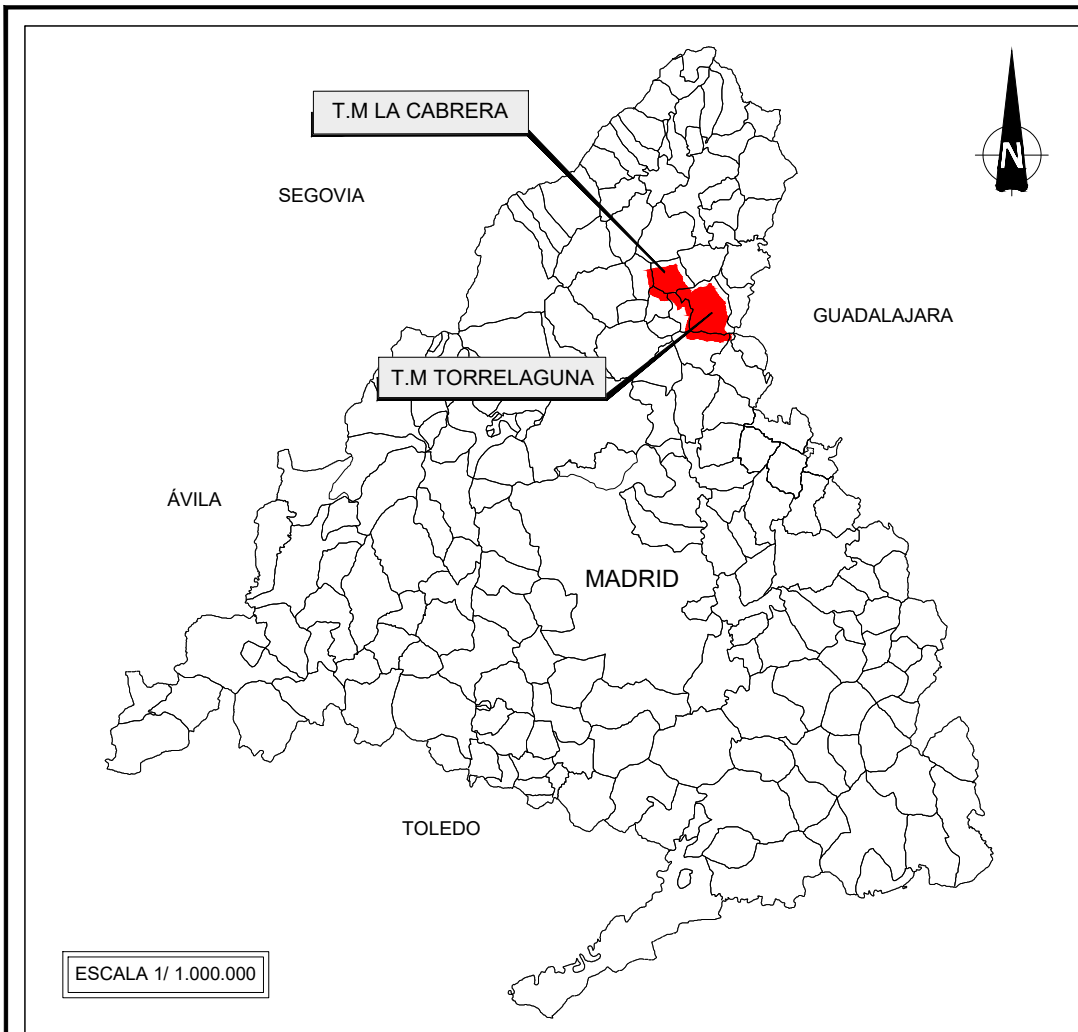 T.M LA CABRERA
N
SEGOVIA
GUADALAJARA
T.M TORRELAGUNA
ÁVILA
MADRID
TOLEDO
ESCALA 1/ 1.000.000